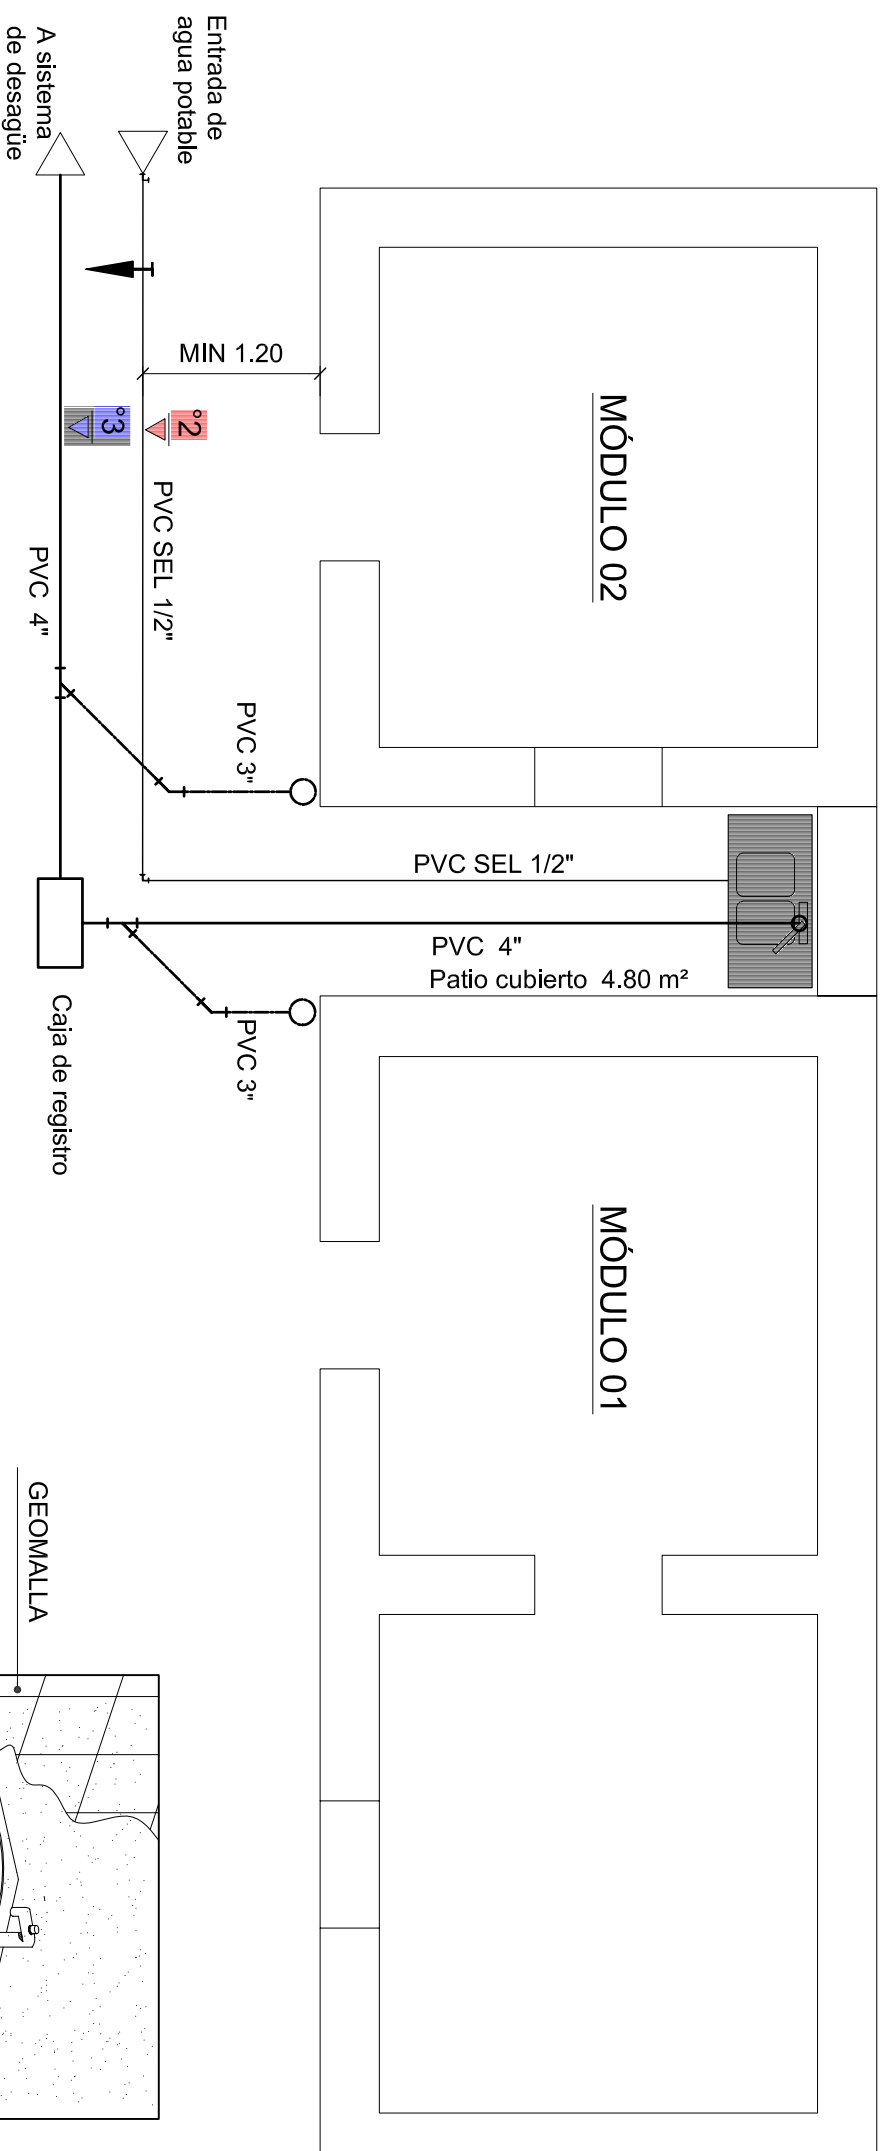 Entrada de
agua potable
A sistema
de desagüe
MIN 1.20
°2
°3
PVC SEL 1/2"
PVC 4"
MÓDULO 02
PVC 3"
PVC SEL 1/2"
PVC 4"
Patio cubierto 4.80 m²
PVC 3"
Caja de registro
MÓDULO 01
GEOMALLA